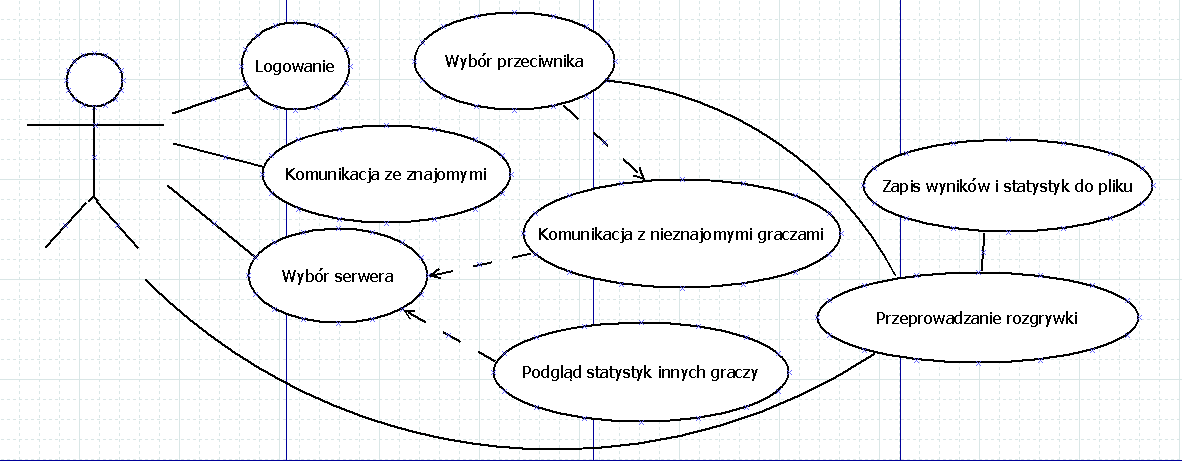 Logowanie
Wybór przeciwnika
Komunikacja ze znajomymi
Zapis wyników i statystyk do pliku
Komunikacja z nieznajomymi graczami
Wybór serwera
Przeprowadzanie rozgrywki
Podgląd statystyk innych graczy